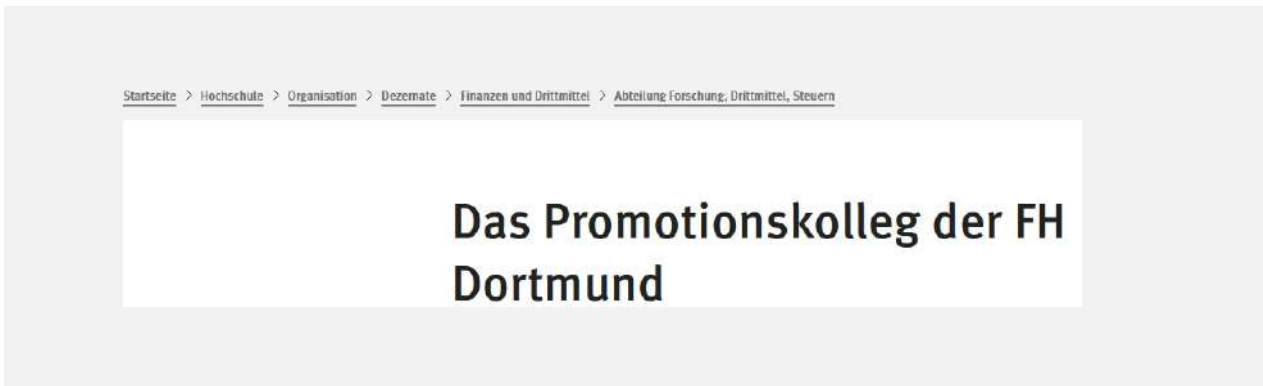 Startseite > Hochschule > Organisation > Dezernate > Finanzen und Drittmittel > Abteilung Forschung, Drittmittel, Steuern
Das Promotionskolleg der FH
Dortmund